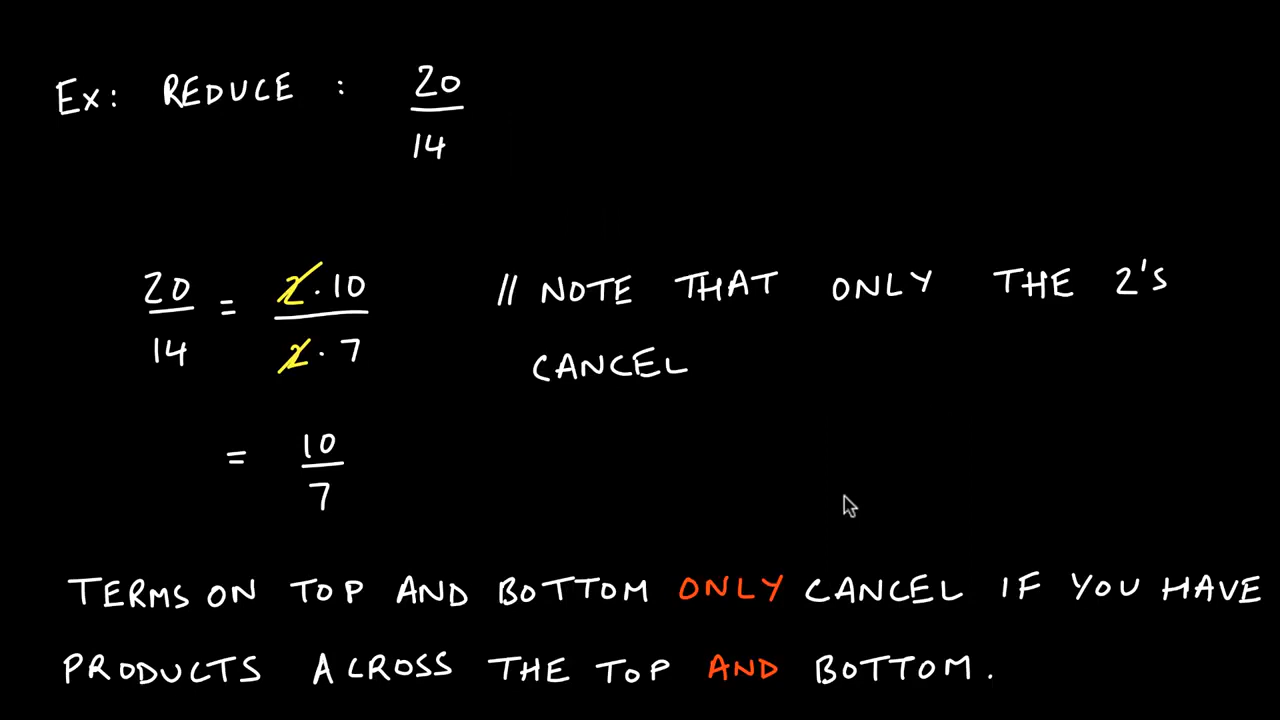 Ex: REDUCE : 20/14
20/14 = 2·10/2·7 // NOTE THAT ONLY THE 2's
CANCEL
= 10/7
TERMS ON TOP AND BOTTOM ONLY CANCEL IF YOU HAVE
PRODUCTS ACROSS THE TOP AND BOTTOM.